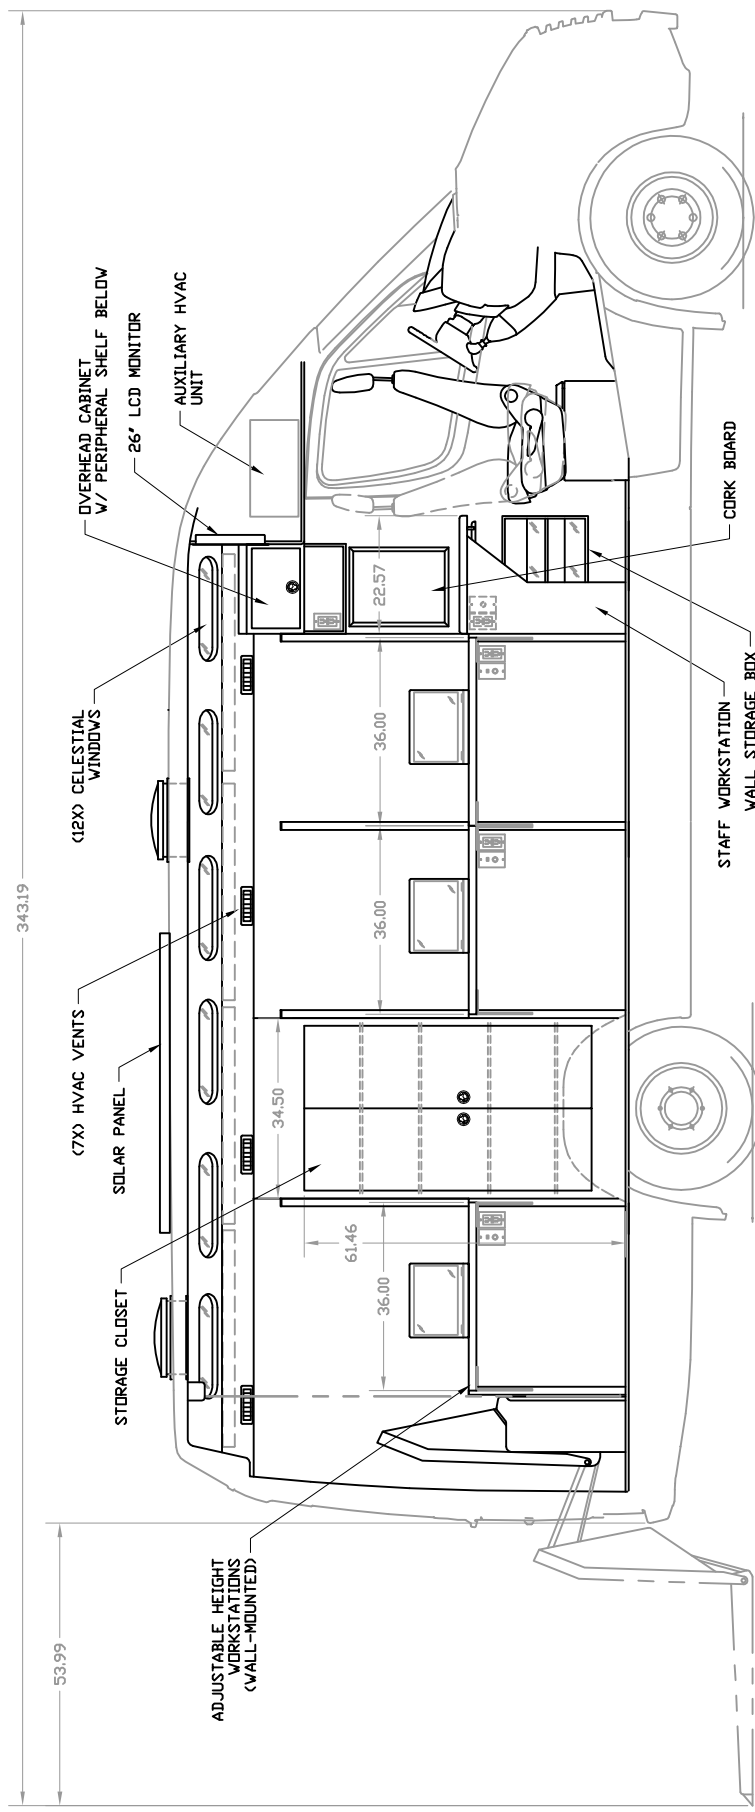 343.19
53.99
ADJUSTABLE HEIGHT
WORKSTATIONS
(WALL-MOUNTED)
STORAGE CLOSET
SOLAR PANEL
(7X) HVAC VENTS
(12X) CELESTIAL
WINDOWS
OVERHEAD CABINET
W/ PERIPHERAL SHELF BELOW
26" LCD MONITOR
AUXILIARY HVAC
UNIT
36.00
61.46
34.50
36.00
36.00
22.57
STAFF WORKSTATION
WALL STORAGE BOX
CORK BOARD